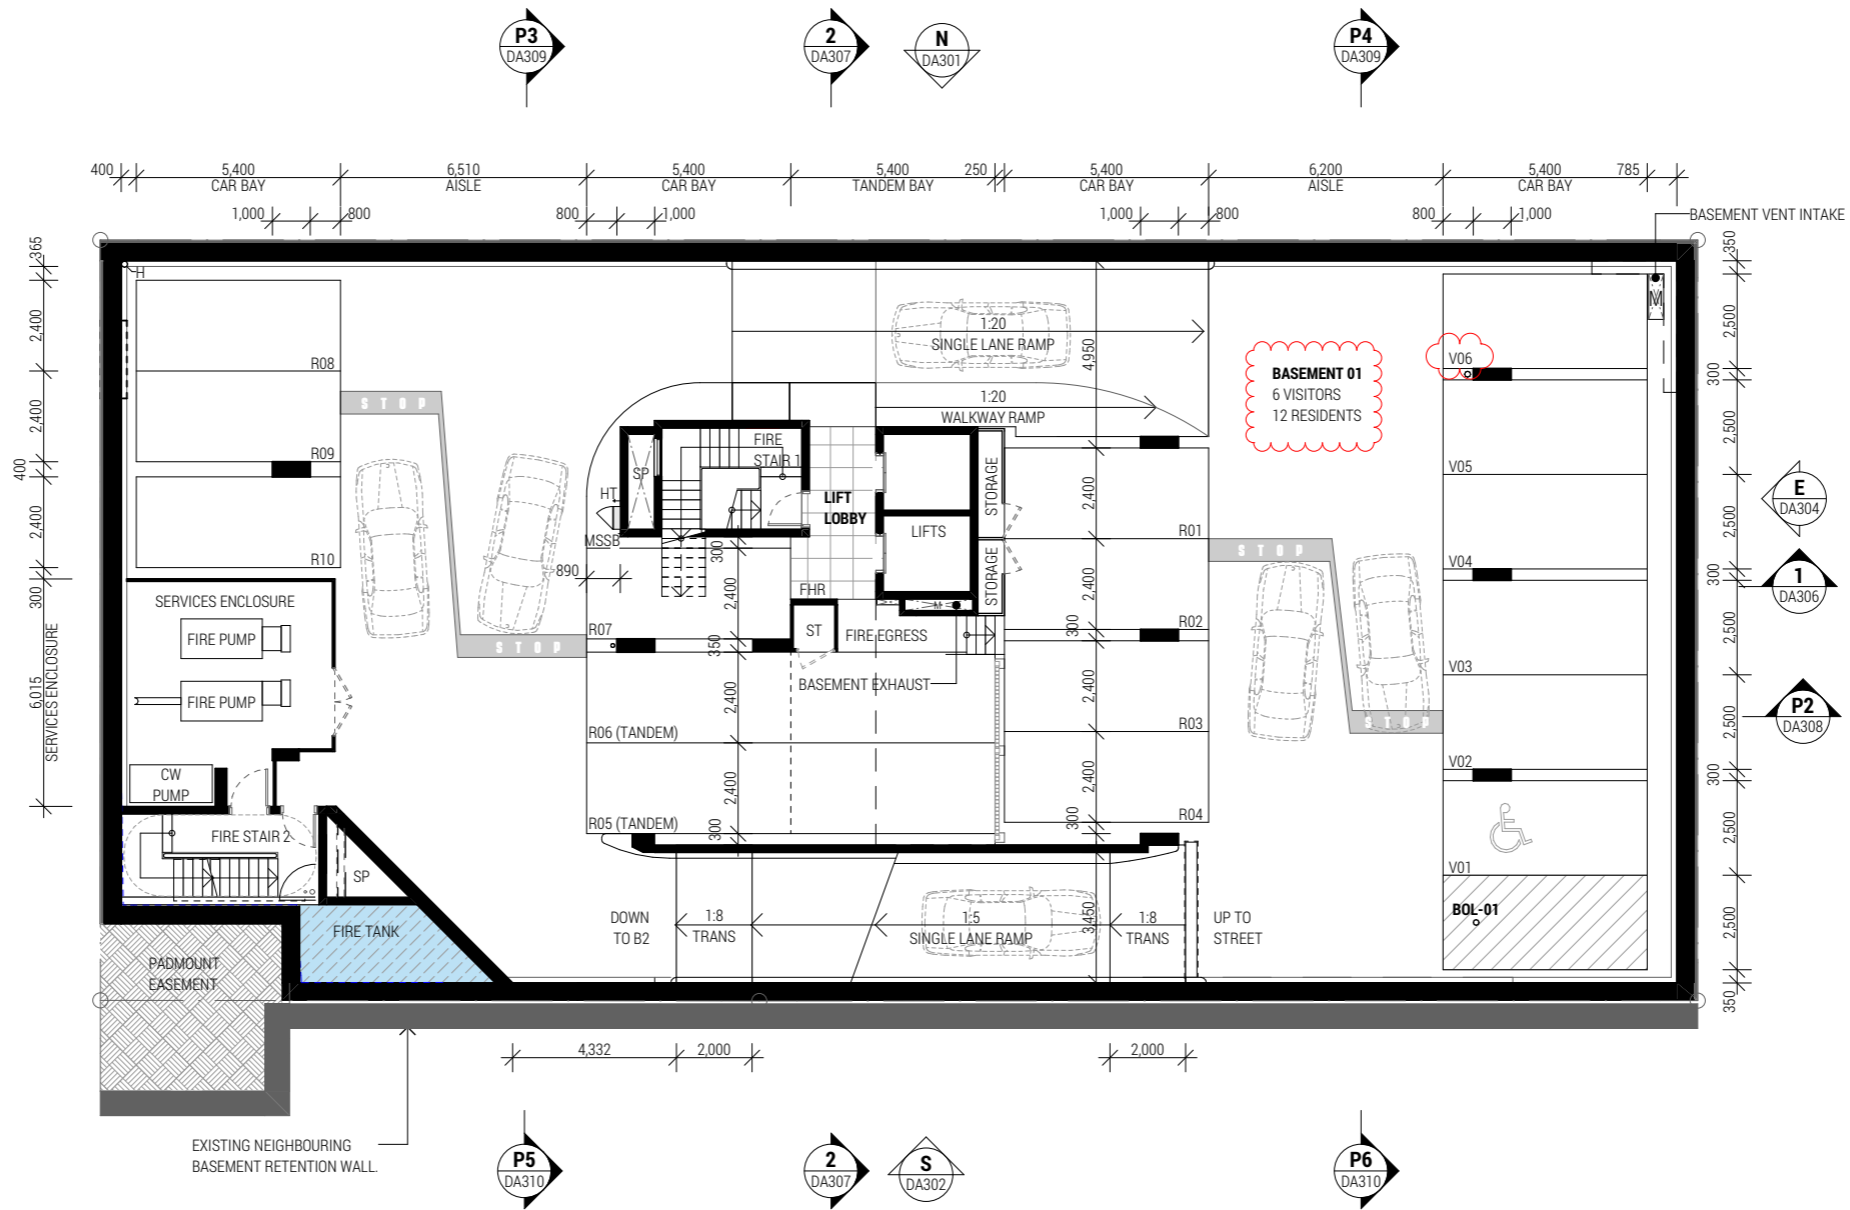 P3
DA309
2
DA307
N
DA301
P4
DA309
400
5,400
CAR BAY
6,510
AISLE
5,400
CAR BAY
5,400
TANDEM BAY
250
5,400
CAR BAY
6,200
AISLE
5,400
CAR BAY
785
1,000
800
800
1,000
1,000
800
800
1,000
BASEMENT VENT INTAKE
365
2,400
2,400
400
2,400
300
6,015
SERVICES ENCLOSURE
H
R08
R09
R10
STOP
STOP
SERVICES ENCLOSURE
FIRE PUMP
FIRE PUMP
CW
PUMP
FIRE STAIR 2
SP
FIRE TANK
PADMOUNT
EASEMENT
1:20
SINGLE LANE RAMP
4,950
1:20
WALKWAY RAMP
SP
FIRE
STAIR 1
HT
MSSB
890
LIFT
LOBBY
LIFTS
STORAGE
STORAGE
FHR
ST
FIRE EGRESS
M
BASEMENT EXHAUST
R07
R06 (TANDEM)
R05 (TANDEM)
300
2,400
350
2,400
2,400
300
2,400
2,400
300
2,400
2,400
300
R01
R02
R03
R04
STOP
STOP
BASEMENT 01
6 VISITORS
12 RESIDENTS
M
V06
V05
V04
V03
V02
V01
BOL-01
DOWN
TO B2
1:8
TRANS
1:5
SINGLE LANE RAMP
3,450
1:8
TRANS
UP TO
STREET
350
2,500
300
2,500
2,500
300
2,500
2,500
300
2,500
2,500
350
E
DA304
1
DA306
P2
DA308
4,332
2,000
2,000
EXISTING NEIGHBOURING
BASEMENT RETENTION WALL.
P5
DA310
2
DA307
S
DA302
P6
DA310